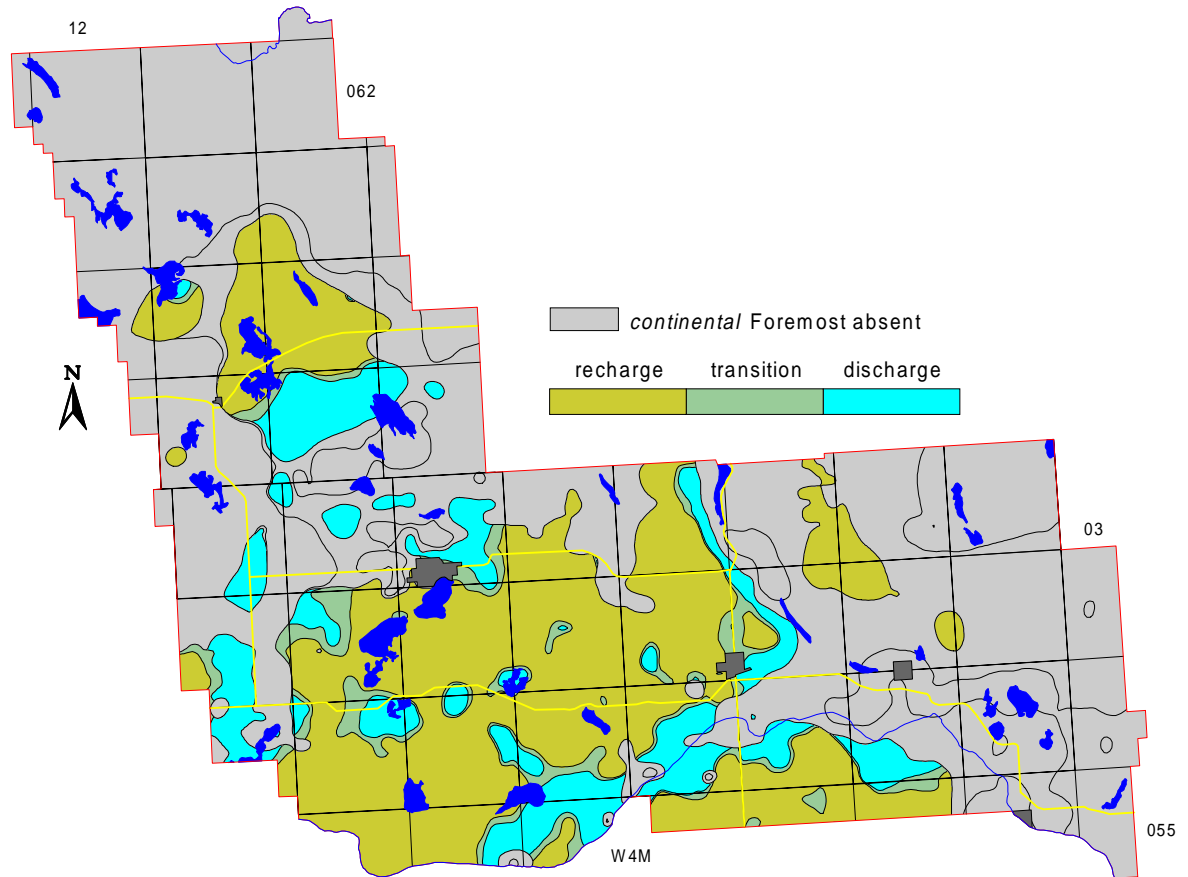 12
062
continental Foremost absent
N
recharge transition discharge
03
055
W4M